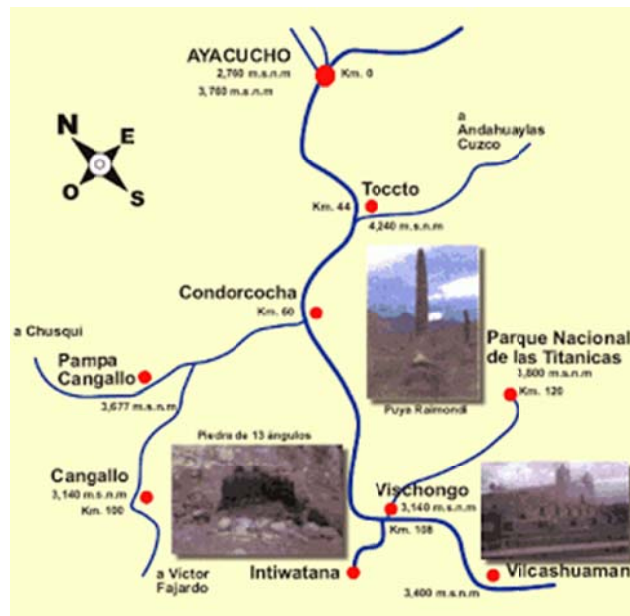 AYACUCHO
2,760 m.s.n.m
Km. 0
3,760 m.s.n.m
N
E
O
S
a
Andahuaylas
Cuzco
Toccto
Km. 44
4,240 m.s.n.m
Condorcocha
Km. 60
a Chusqui
Pampa
Cangallo
3,677 m.s.n.m
Parque Nacional
de las Titanicas
m.s.n.m
Km. 120
Puya Raimondi
Piedra de 13 ángulos
Cangallo
3,140 m.s.n.m
Km. 100
Vischongo
3,140 m.s.n.m
Km. 108
a Victor
Fajardo
Intiwatana
Vilcashuaman
3,400 m.s.n.m